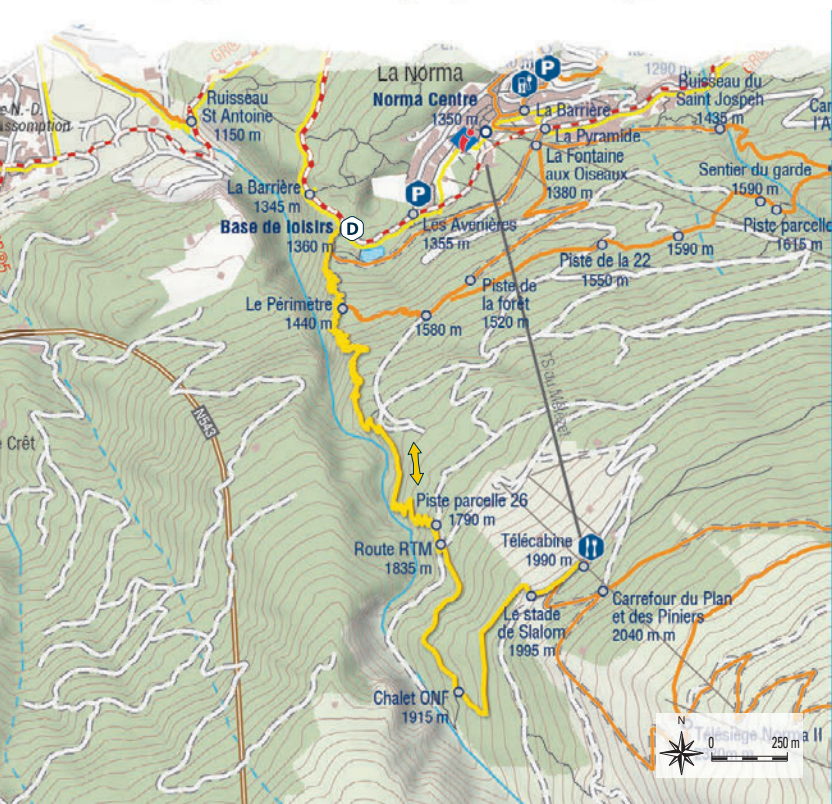 La Norma
1290 m
Ruisseau
St Antoine
1150 m
Norma Centre
1350 m
P
Ruisseau du
Saint Jospeh
1435 m
La Barrière
La Pyramide
La Fontaine
aux Oiseaux
1380 m
Sentier du garde
1590 m
La Barrière
1345 m
P
Base de loisirs
1360 m
D
Les Avenières
1355 m
Piste parcelle
1615 m
1590 m
Piste de la 22
1550 m
Le Périmètre
1440 m
Piste de
la forêt
1520 m
1580 m
N543
Crêt
Piste parcelle 26
1790 m
Route RTM
1835 m
Télécabine
1990 m
Carrefour du Plan
et des Piniers
2040 m m
Le stade
de Slalom
1995 m
Chalet ONF
1915 m
N
0 250 m
Télésiège Norma II